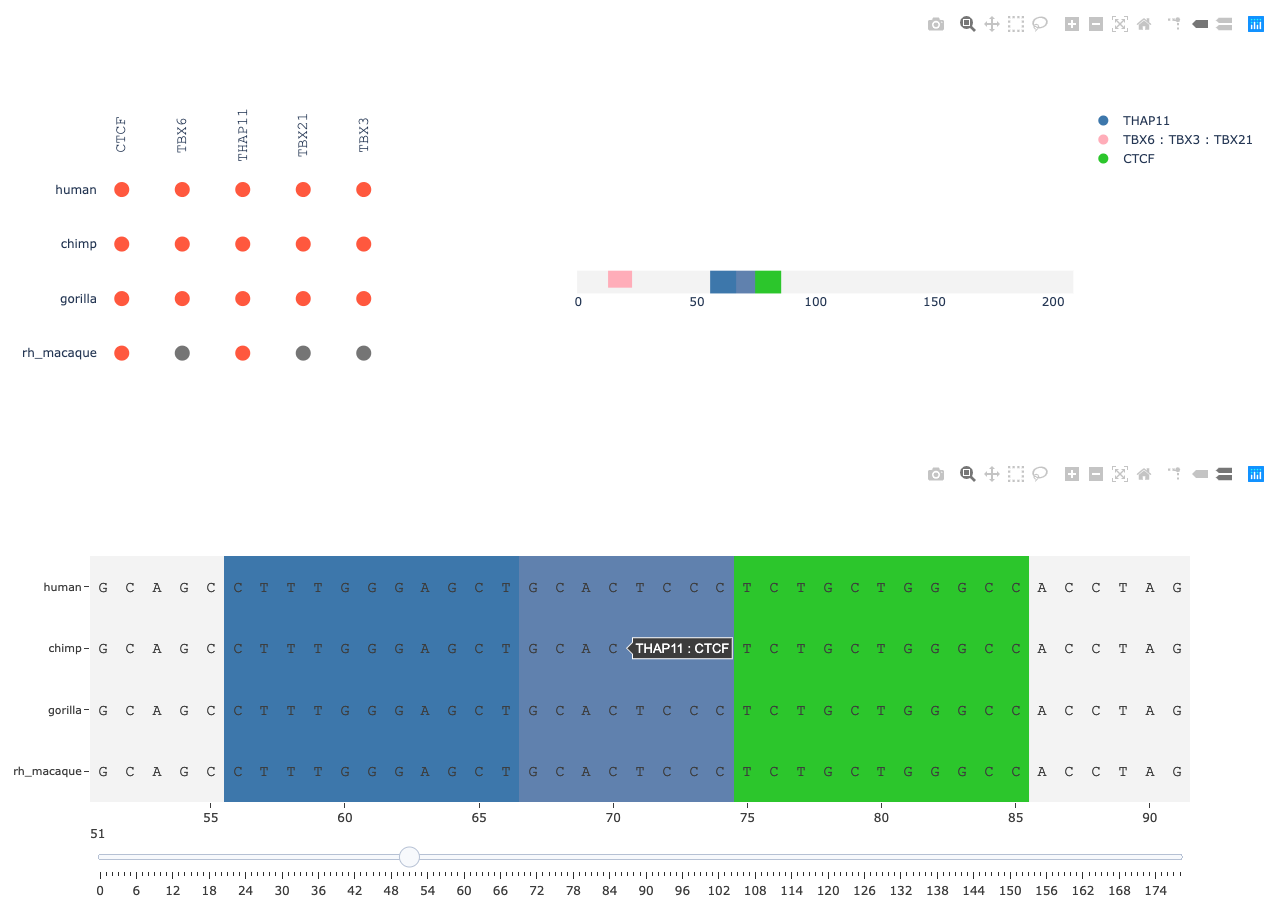 CTCF TBX6 THAP11 TBX21 TBX3
THAP11
TBX6 : TBX3 : TBX21
CTCF
human
chimp
gorilla
rh_macaque
0 50 100 150 200
human G C A G C C T T T G G G A G C T G C A C T C C C T C T G C T G G G C C A C C T A G
chimp G C A G C C T T T G G G A G C T G C A C THAP11 : CTCF T C T G C T G G G C C A C C T A G
gorilla G C A G C C T T T G G G A G C T G C A C T C C C T C T G C T G G G C C A C C T A G
rh_macaque G C A G C C T T T G G G A G C T G C A C T C C C T C T G C T G G G C C A C C T A G
55 60 65 70 75 80 85 90
51
0 6 12 18 24 30 36 42 48 54 60 66 72 78 84 90 96 102 108 114 120 126 132 138 144 150 156 162 168 174